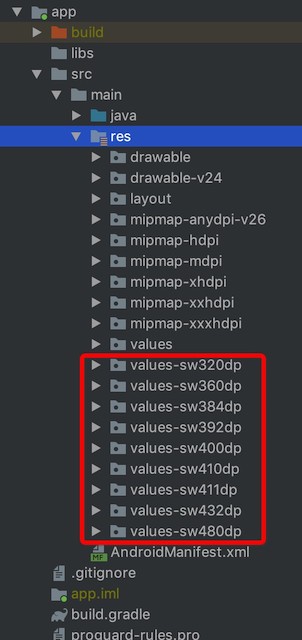 app
build
libs
src
main
java
res
drawable
drawable-v24
layout
mipmap-anydpi-v26
mipmap-hdpi
mipmap-mdpi
mipmap-xhdpi
mipmap-xxhdpi
mipmap-xxxhdpi
values
values-sw320dp
values-sw360dp
values-sw384dp
values-sw392dp
values-sw400dp
values-sw410dp
values-sw411dp
values-sw432dp
values-sw480dp
MF AndroidManifest.xml
.gitignore
app.iml
build.gradle
proguard-rules.pro